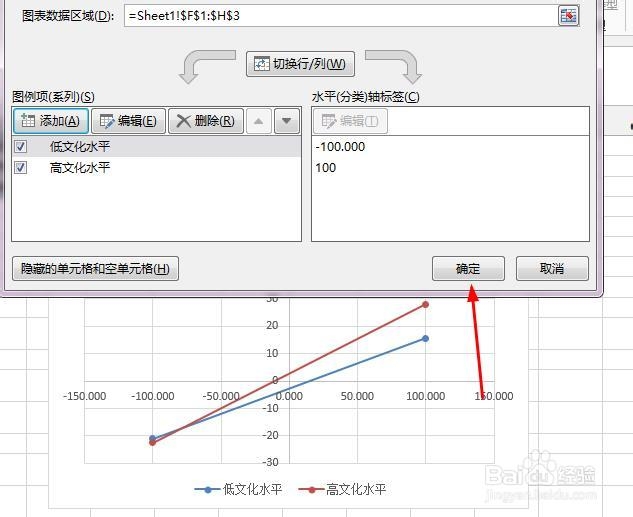 图表数据区域(D): =Sheet1!$F$1:$H$3
切换行/列(W)
图例项(系列)(S) 水平(分类)轴标签(C)
添加(A) 编辑(E) 删除(R) 编辑(T)
低文化水平 -100.000
高文化水平 100
隐藏的单元格和空单元格(H) 确定 取消
30
20
10
0
-150.000 -100.000 -50.000 0.000 50.000 100.000 150.000
-10
-20
-30
低文化水平 高文化水平
Baidu经验
jingyan.baidu.com